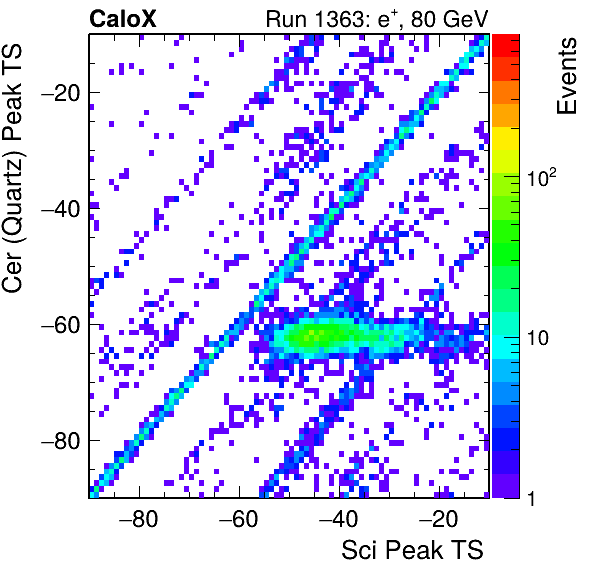 CaloX Run 1363: e⁺, 80 GeV
Cer (Quartz) Peak TS
−20
−40
−60
−80
−80 −60 −40 −20
Sci Peak TS
Events
10²
10
1